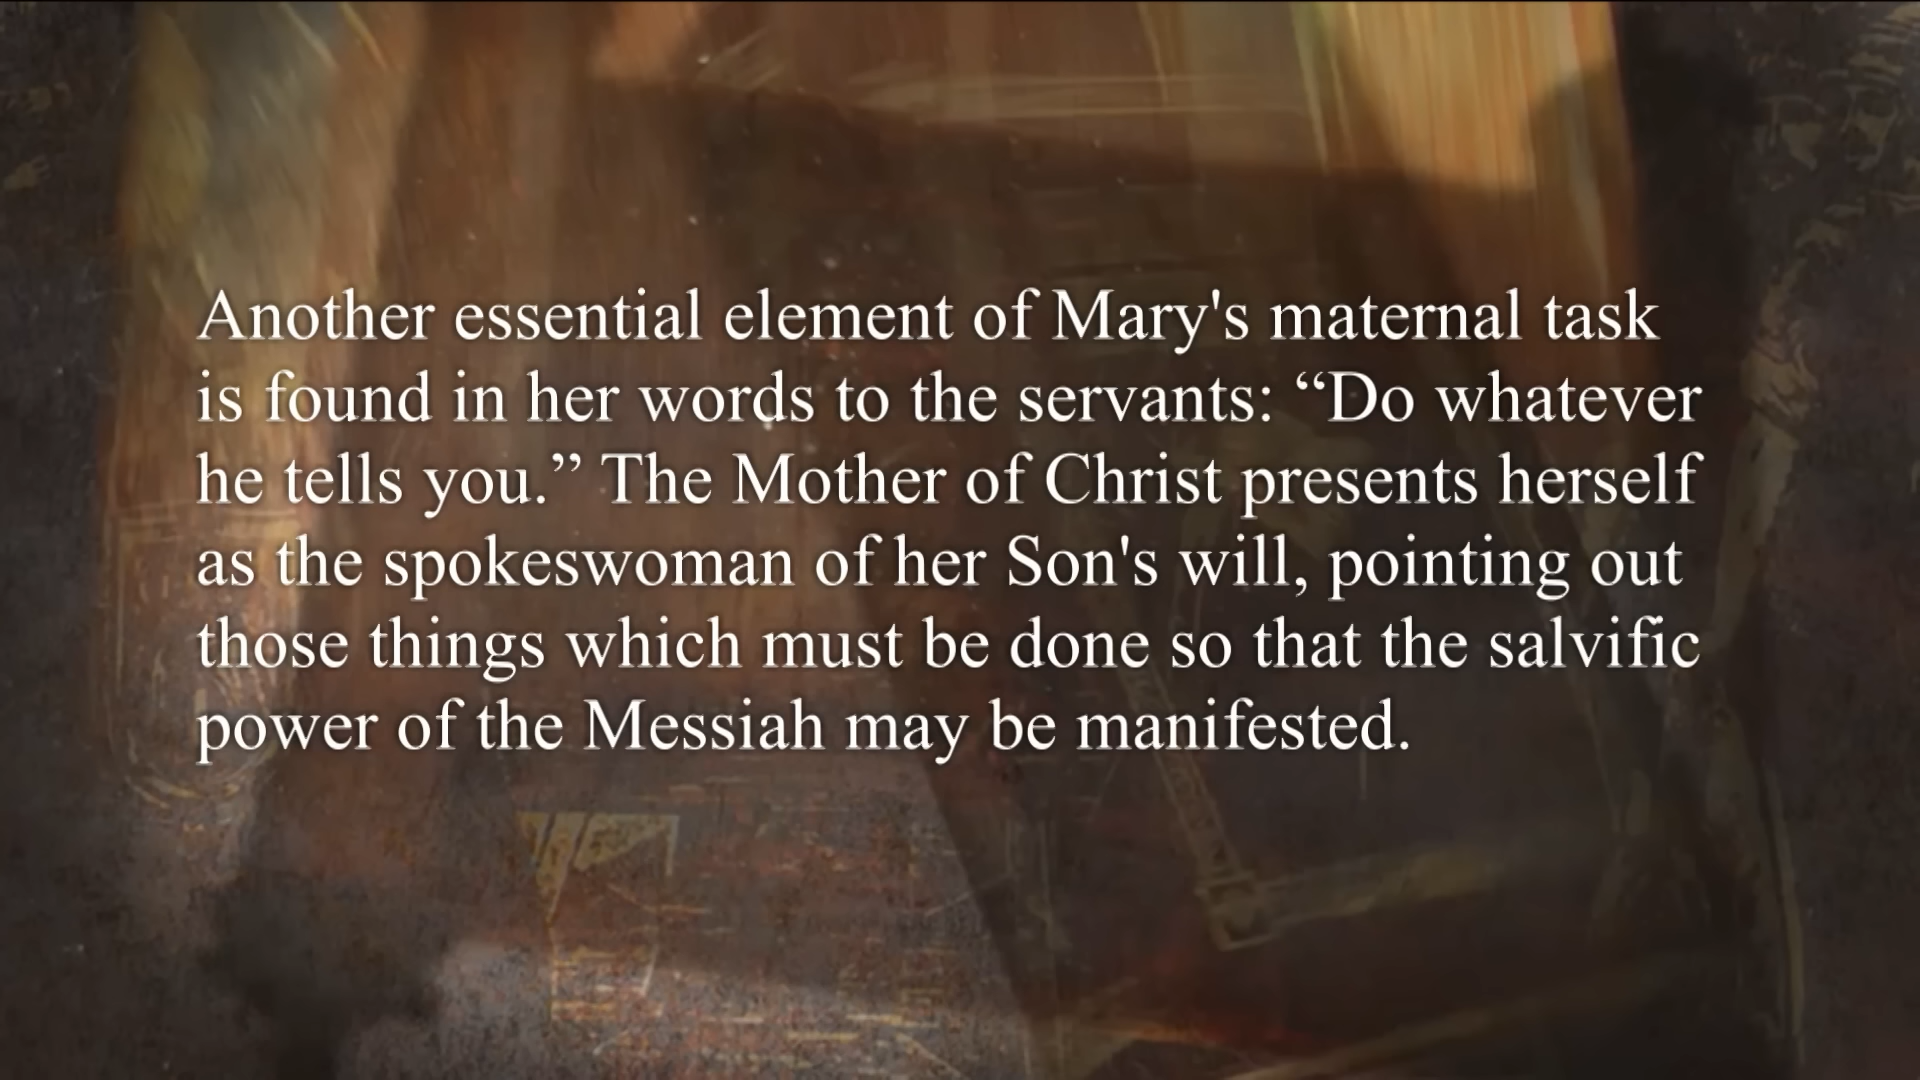 Another essential element of Mary's maternal task
is found in her words to the servants: “Do whatever
he tells you.” The Mother of Christ presents herself
as the spokeswoman of her Son's will, pointing out
those things which must be done so that the salvific
power of the Messiah may be manifested.